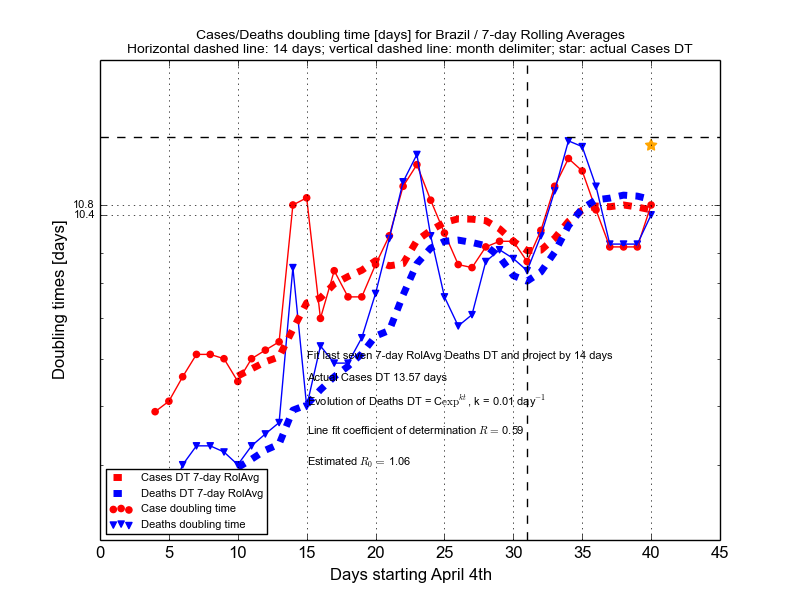 Cases/Deaths doubling time [days] for Brazil / 7-day Rolling Averages
Horizontal dashed line: 14 days; vertical dashed line: month delimiter; star: actual Cases DT
10.8
10.4
Doubling times [days]
Fit last seven 7-day RolAvg Deaths DT and project by 14 days
Actual Cases DT 13.57 days
Evolution of Deaths DT = Cexp^{kt}, k = 0.01 day^{-1}
Line fit coefficient of determination R = 0.59
Estimated R_0 = 1.06
Cases DT 7-day RolAvg
Deaths DT 7-day RolAvg
Case doubling time
Deaths doubling time
0 5 10 15 20 25 30 35 40 45
Days starting April 4th